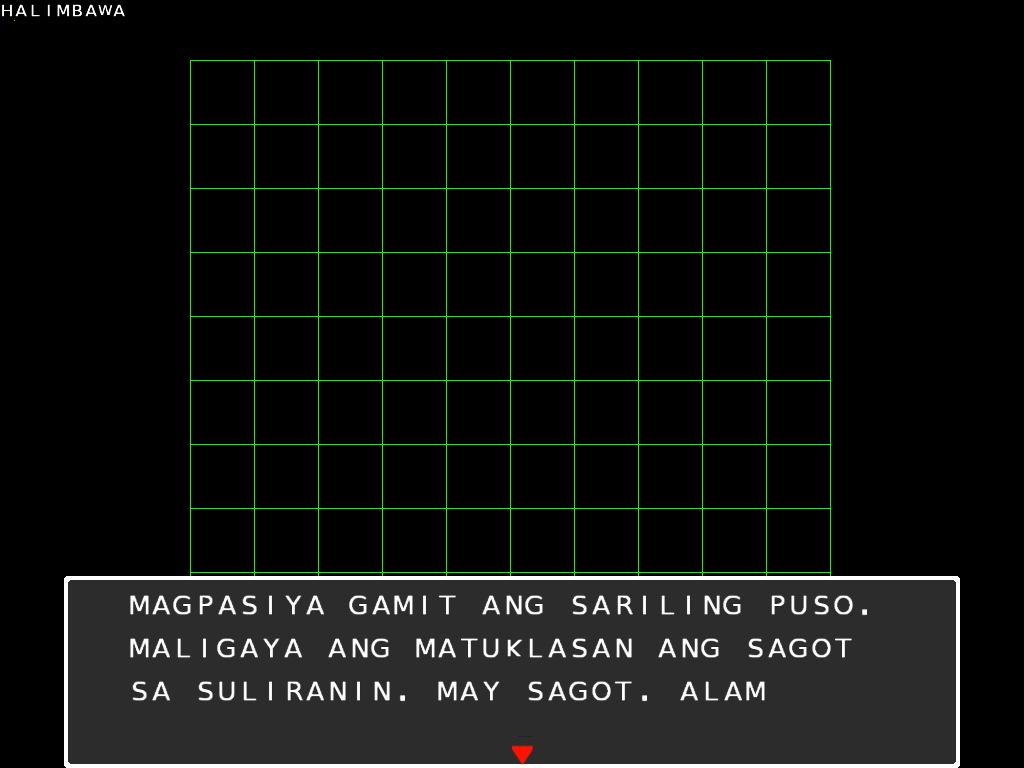 HALIMBAWA
MAGPASIYA GAMIT ANG SARILING PUSO.
MALIGAYA ANG MATUKLASAN ANG SAGOT
SA SULIRANIN. MAY SAGOT. ALAM